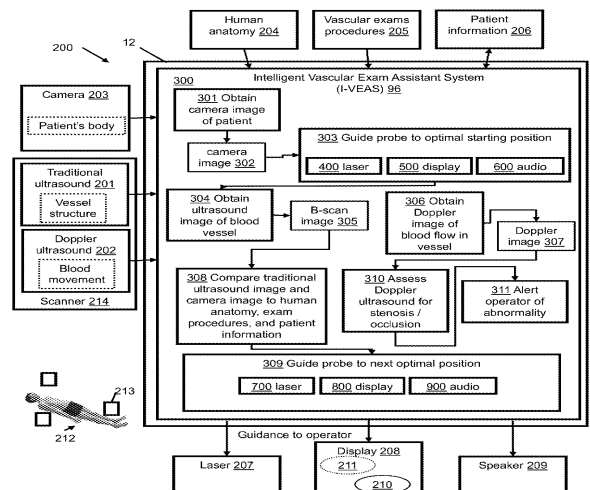 Human
anatomy 204
Vascular exams
procedures 205
Patient
information 206
200
12
Camera 203
Patient's body
Traditional
ultrasound 201
Vessel
structure
Doppler
ultrasound 202
Blood
movement
Scanner 214
213
212
300
Intelligent Vascular Exam Assistant System
(I-VEAS) 96
301 Obtain
camera image
of patient
camera
image 302
303 Guide probe to optimal starting position
400 laser
500 display
600 audio
304 Obtain
ultrasound
image of blood
vessel
B-scan
image 305
306 Obtain
Doppler
image of
blood flow in
vessel
Doppler
image 307
308 Compare traditional
ultrasound image and
camera image to human
anatomy, exam
procedures, and patient
information
310 Assess
Doppler
ultrasound for
stenosis /
occlusion
311 Alert
operator of
abnormality
309 Guide probe to next optimal position
700 laser
800 display
900 audio
Guidance to operator
Laser 207
Display 208
211
210
Speaker 209